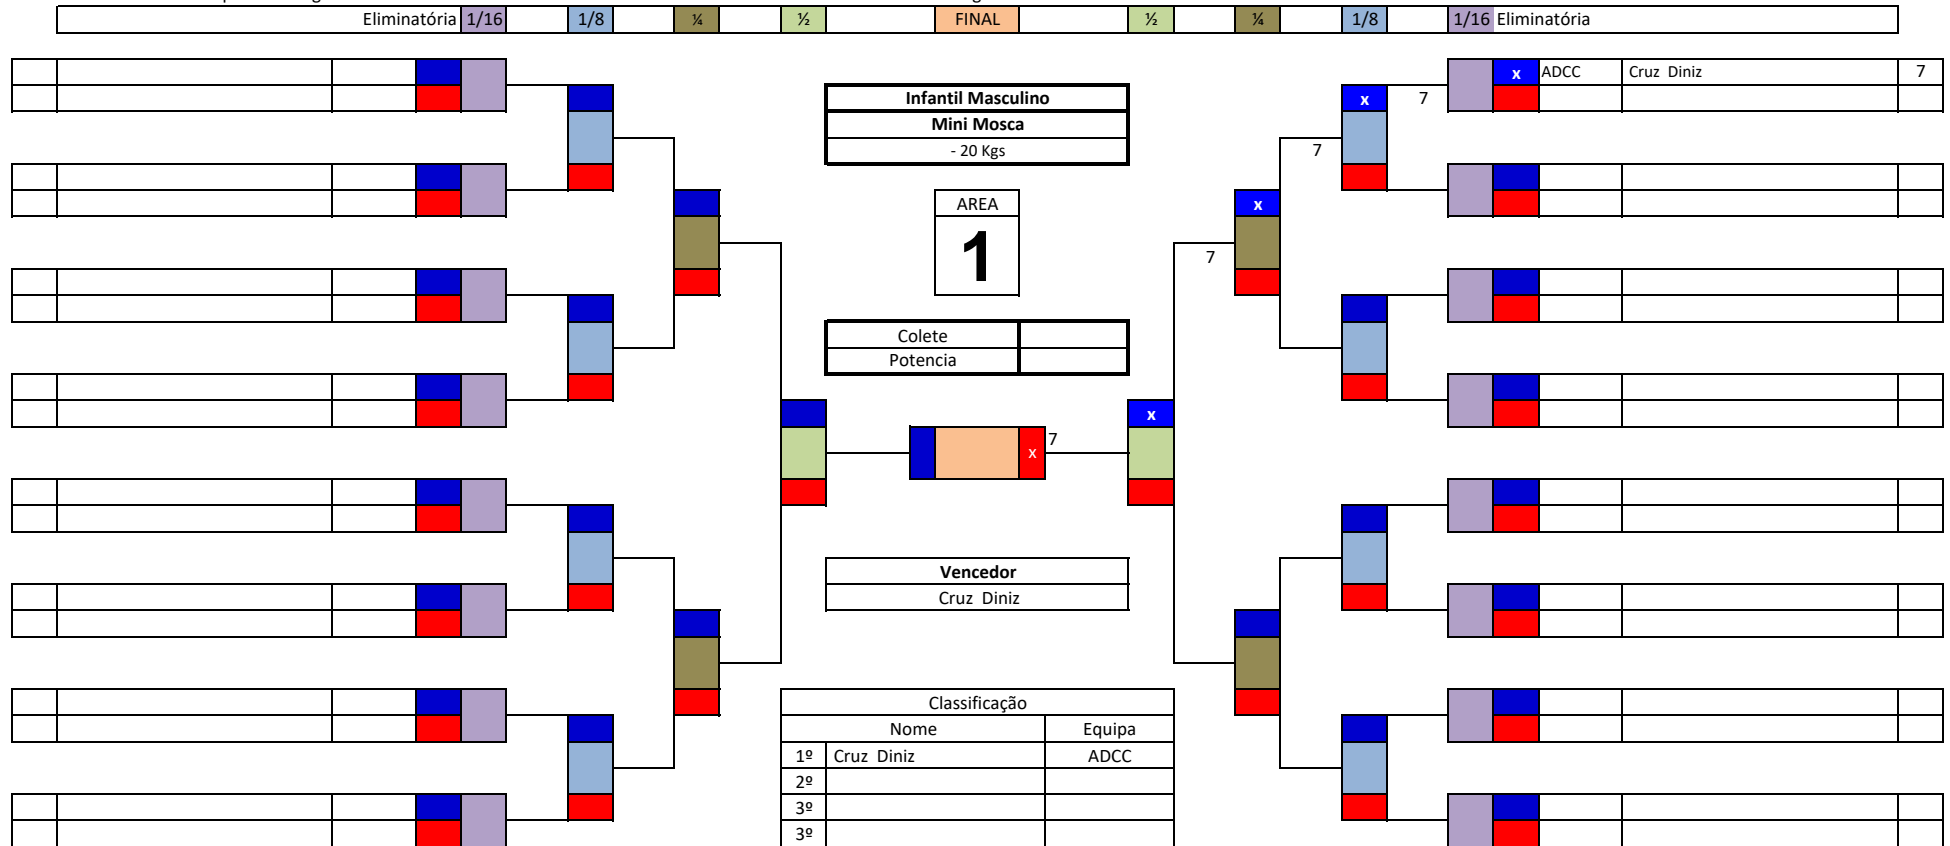 Eliminatória 1/16 1/8 ¼ ½ FINAL ½ ¼ 1/8 1/16 Eliminatória
x ADCC Cruz Diniz 7
Infantil Masculino
x 7
Mini Mosca
- 20 Kgs
7
AREA
x
1
7
Colete
Potencia
x
7
x
Vencedor
Cruz Diniz
Classificação
Nome Equipa
1º Cruz Diniz ADCC
2º
3º
3º